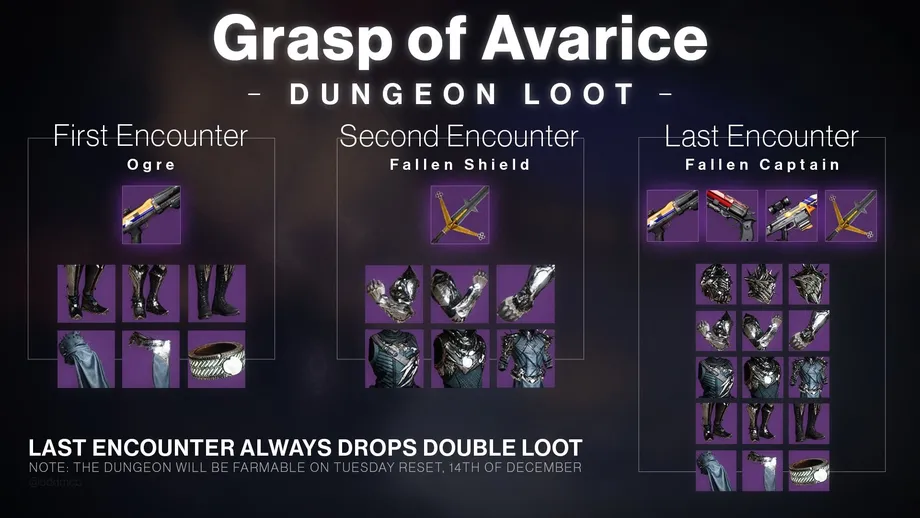 Grasp of Avarice
– DUNGEON LOOT –
First Encounter
Ogre
Second Encounter
Fallen Shield
Last Encounter
Fallen Captain
LAST ENCOUNTER ALWAYS DROPS DOUBLE LOOT
NOTE: THE DUNGEON WILL BE FARMABLE ON TUESDAY RESET, 14TH OF DECEMBER